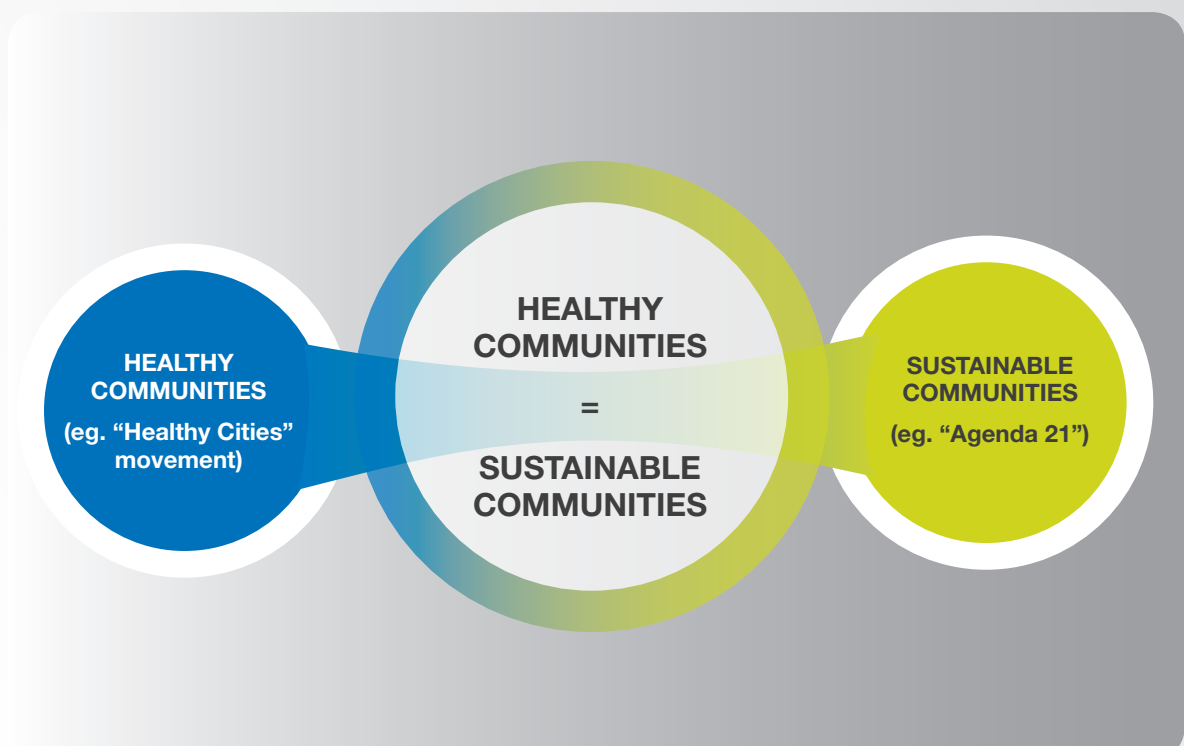 HEALTHY
COMMUNITIES
(eg. “Healthy Cities”
movement)
HEALTHY
COMMUNITIES
=
SUSTAINABLE
COMMUNITIES
SUSTAINABLE
COMMUNITIES
(eg. “Agenda 21”)